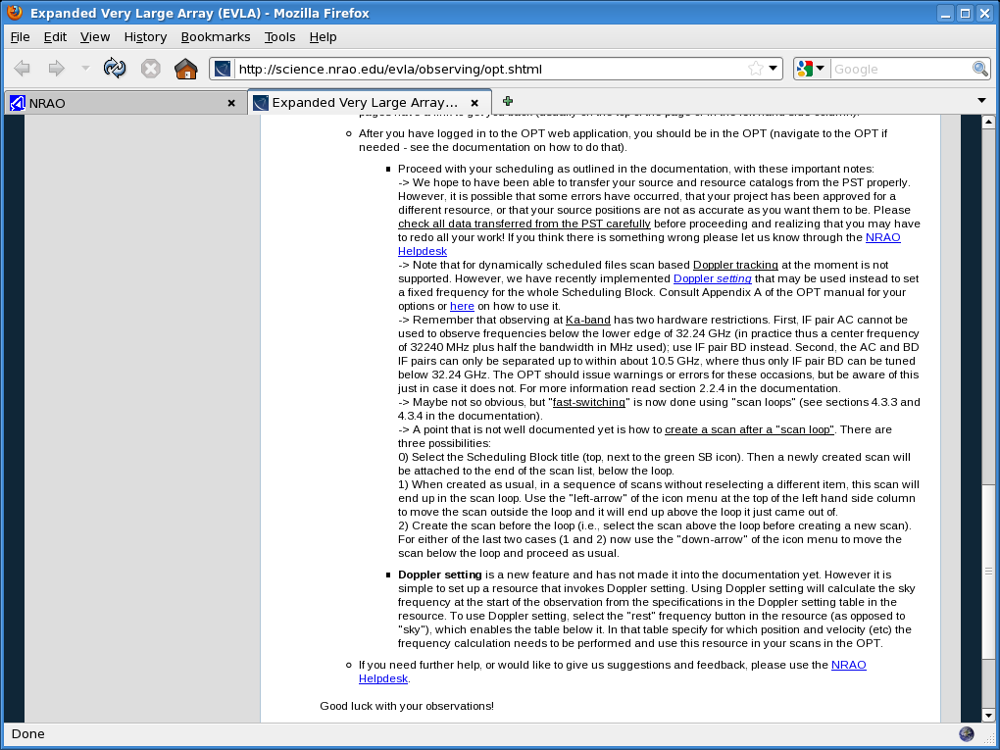 Expanded Very Large Array (EVLA) - Mozilla Firefox
File Edit View History Bookmarks Tools Help
http://science.nrao.edu/evla/observing/opt.shtml
Google
NRAO
Expanded Very Large Array...
After you have logged in to the OPT web application, you should be in the OPT (navigate to the OPT if
needed - see the documentation on how to do that).
Proceed with your scheduling as outlined in the documentation, with these important notes:
-> We hope to have been able to transfer your source and resource catalogs from the PST properly.
However, it is possible that some errors have occurred, that your project has been approved for a
different resource, or that your source positions are not as accurate as you want them to be. Please
check all data transferred from the PST carefully before proceeding and realizing that you may have
to redo all your work! If you think there is something wrong please let us know through the NRAO
Helpdesk
-> Note that for dynamically scheduled files scan based Doppler tracking at the moment is not
supported. However, we have recently implemented Doppler setting that may be used instead to set
a fixed frequency for the whole Scheduling Block. Consult Appendix A of the OPT manual for your
options or here on how to use it.
-> Remember that observing at Ka-band has two hardware restrictions. First, IF pair AC cannot be
used to observe frequencies below the lower edge of 32.24 GHz (in practice thus a center frequency
of 32240 MHz plus half the bandwidth in MHz used); use IF pair BD instead. Second, the AC and BD
IF pairs can only be separated up to within about 10.5 GHz, where thus only IF pair BD can be tuned
below 32.24 GHz. The OPT should issue warnings or errors for these occasions, but be aware of this
just in case it does not. For more information read section 2.2.4 in the documentation.
-> Maybe not so obvious, but "fast-switching" is now done using "scan loops" (see sections 4.3.3 and
4.3.4 in the documentation).
-> A point that is not well documented yet is how to create a scan after a "scan loop". There are
three possibilities:
0) Select the Scheduling Block title (top, next to the green SB icon). Then a newly created scan will
be attached to the end of the scan list, below the loop.
1) When created as usual, in a sequence of scans without reselecting a different item, this scan will
end up in the scan loop. Use the "left-arrow" of the icon menu at the top of the left hand side column
to move the scan outside the loop and it will end up above the loop it just came out of.
2) Create the scan before the loop (i.e., select the scan above the loop before creating a new scan).
For either of the last two cases (1 and 2) now use the "down-arrow" of the icon menu to move the
scan below the loop and proceed as usual.
Doppler setting is a new feature and has not made it into the documentation yet. However it is
simple to set up a resource that invokes Doppler setting. Using Doppler setting will calculate the sky
frequency at the start of the observation from the specifications in the Doppler setting table in the
resource. To use Doppler setting, select the "rest" frequency button in the resource (as opposed to
"sky"), which enables the table below it. In that table specify for which position and velocity (etc) the
frequency calculation needs to be performed and use this resource in your scans in the OPT.
If you need further help, or would like to give us suggestions and feedback, please use the NRAO
Helpdesk.
Good luck with your observations!
Done